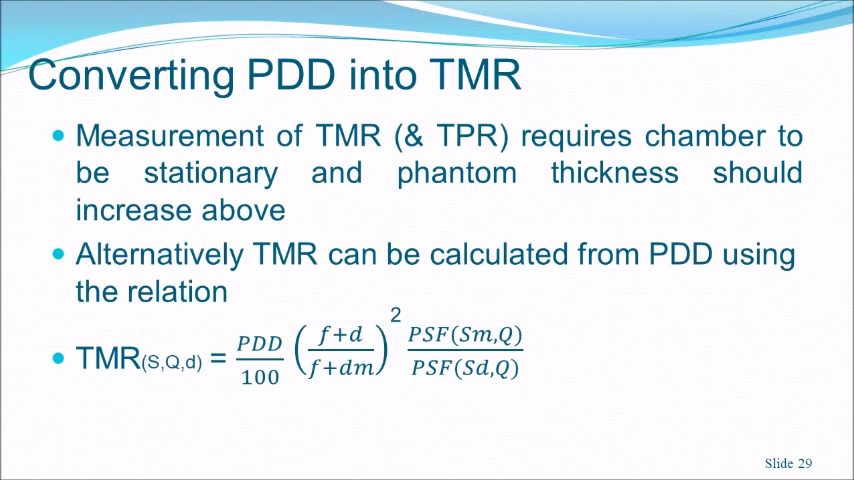 Converting PDD into TMR
• Measurement of TMR (& TPR) requires chamber to
be stationary and phantom thickness should
increase above
• Alternatively TMR can be calculated from PDD using
the relation
• TMR(S,Q,d) = PDD/100 ((f+d)/(f+dm))² PSF(Sm,Q)/PSF(Sd,Q)
Slide 29